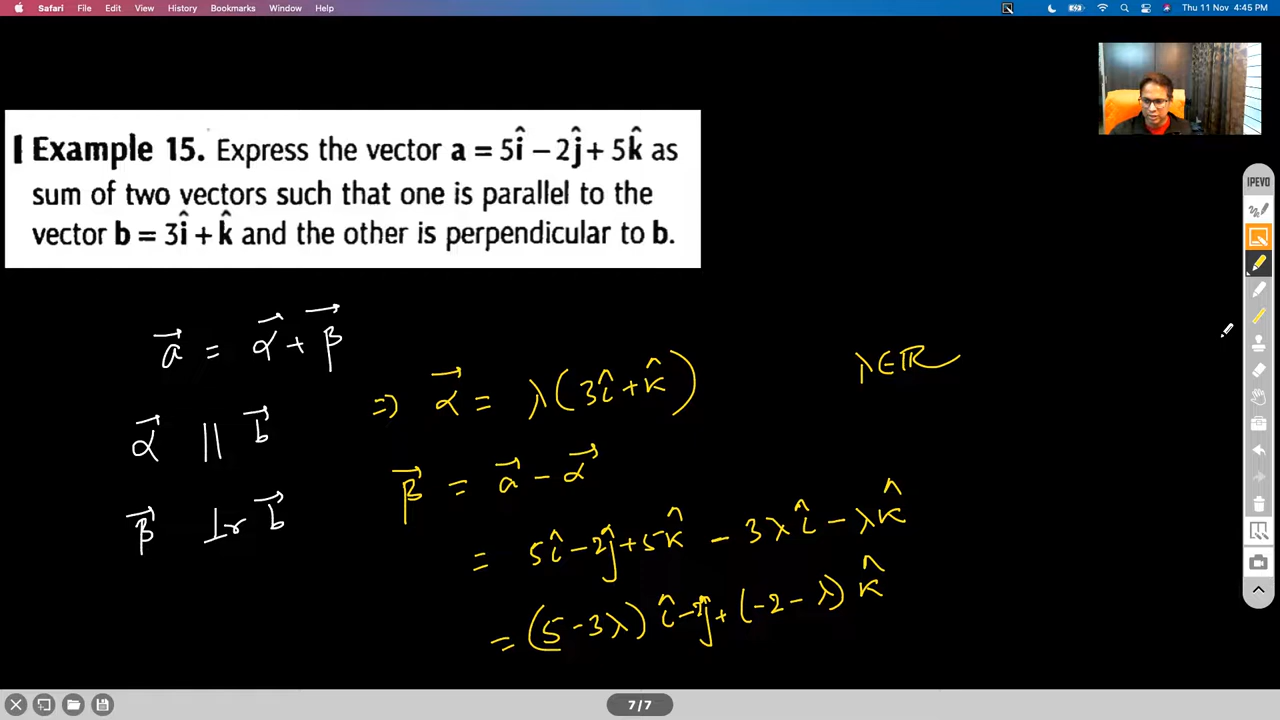 Safari File Edit View History Bookmarks Window Help Thu 11 Nov 4:45 PM
Example 15. Express the vector a = 5î − 2ĵ + 5k̂ as
sum of two vectors such that one is parallel to the
vector b = 3î + k̂ and the other is perpendicular to b.
IPEVO
a⃗ = α⃗ + β⃗
⇒ α⃗ = λ(3î + k̂) λ∈ℝ
α⃗ || b⃗
β⃗ = a⃗ − α⃗
β⃗ ⊥r b⃗
= 5î − 2ĵ + 5k̂ − 3λî − λk̂
= (5 − 3λ)î − 2ĵ + (−2 − λ)k̂
7/7